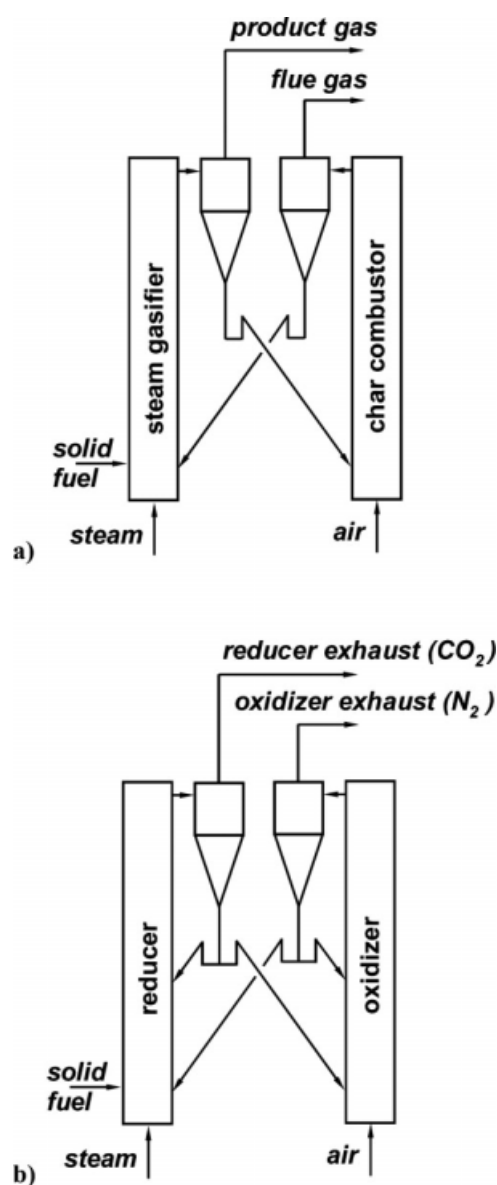 product gas
flue gas
steam gasifier
char combustor
solid
fuel
steam
air
a)
reducer exhaust (CO₂)
oxidizer exhaust (N₂)
reducer
oxidizer
solid
fuel
steam
air
b)